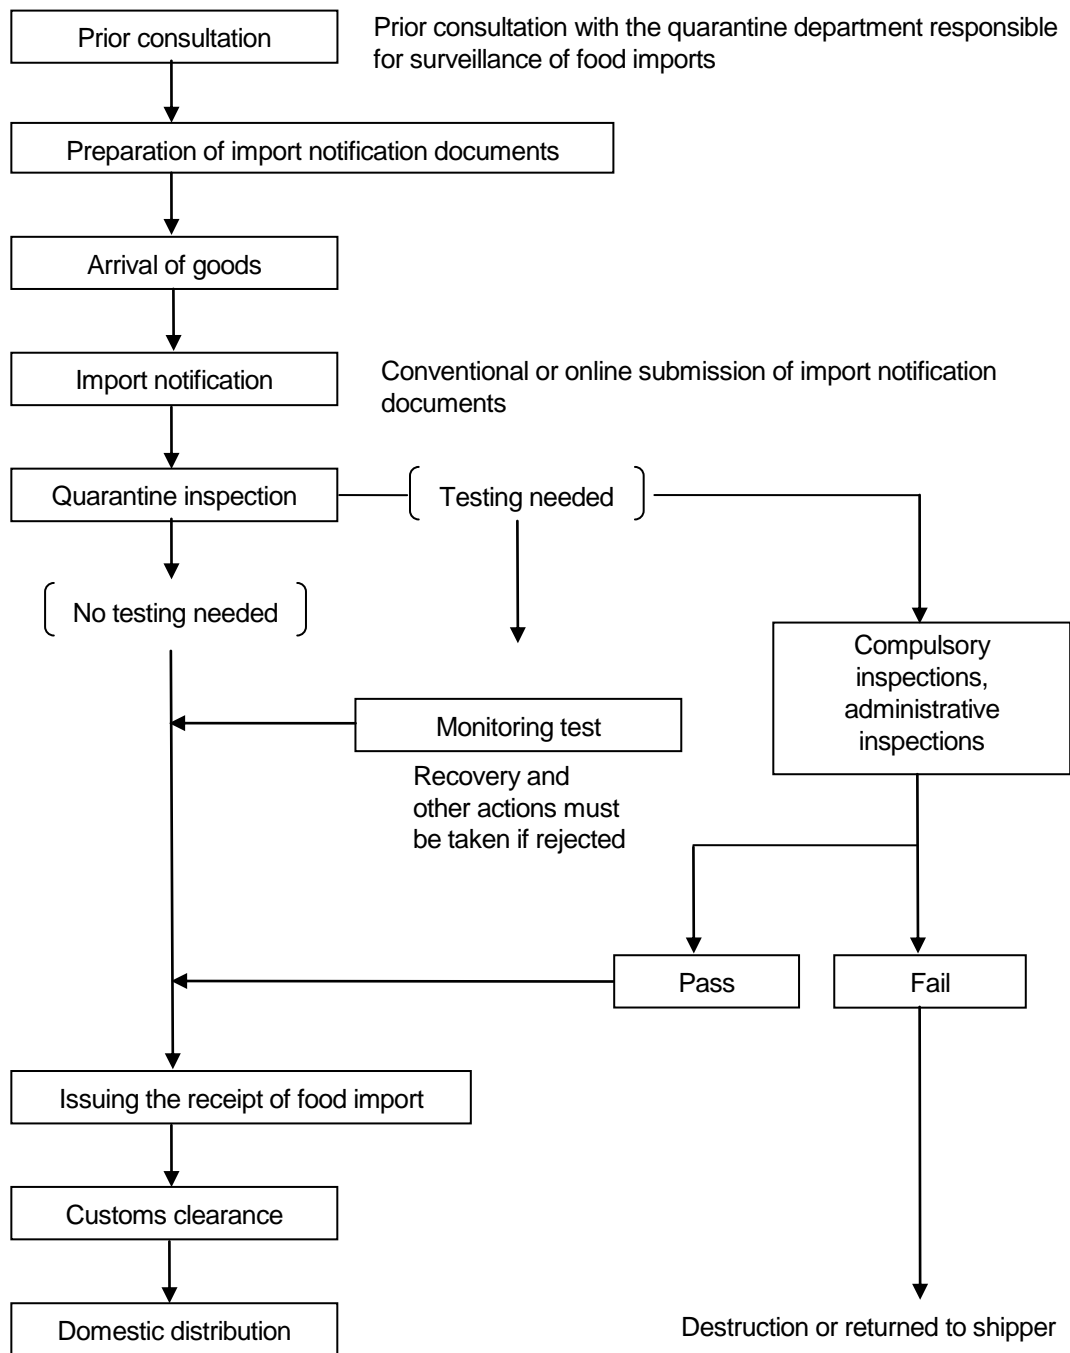 Prior consultation
Prior consultation with the quarantine department responsible
for surveillance of food imports
Preparation of import notification documents
Arrival of goods
Import notification
Conventional or online submission of import notification
documents
Quarantine inspection
Testing needed
No testing needed
Compulsory
inspections,
administrative
inspections
Monitoring test
Recovery and
other actions must
be taken if rejected
Pass
Fail
Issuing the receipt of food import
Customs clearance
Domestic distribution
Destruction or returned to shipper